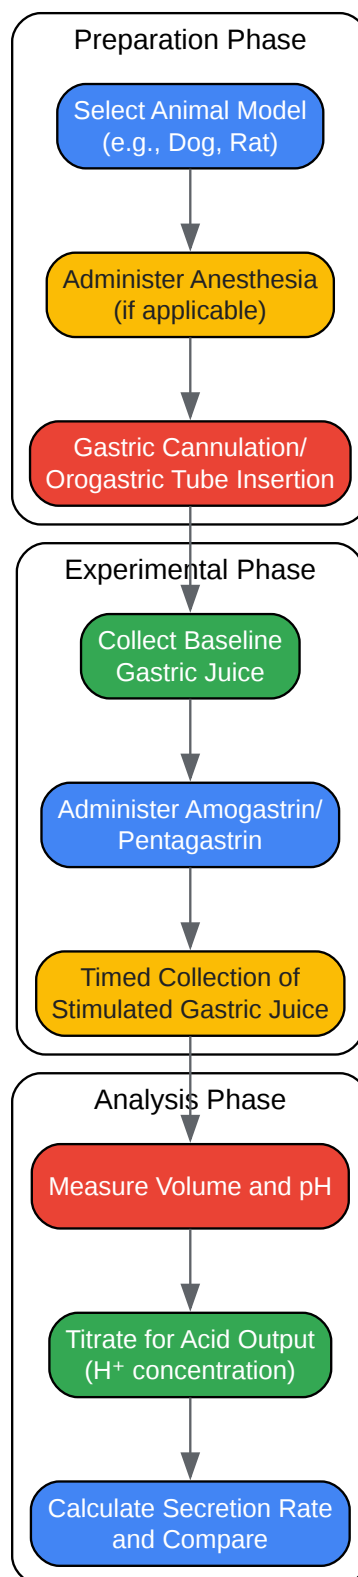 Preparation Phase
Select Animal Model
(e.g., Dog, Rat)
Administer Anesthesia
(if applicable)
Gastric Cannulation/
Orogastric Tube Insertion
Experimental Phase
Collect Baseline
Gastric Juice
Administer Amogastrin/
Pentagastrin
Timed Collection of
Stimulated Gastric Juice
Analysis Phase
Measure Volume and pH
Titrate for Acid Output
(H⁺ concentration)
Calculate Secretion Rate
and Compare